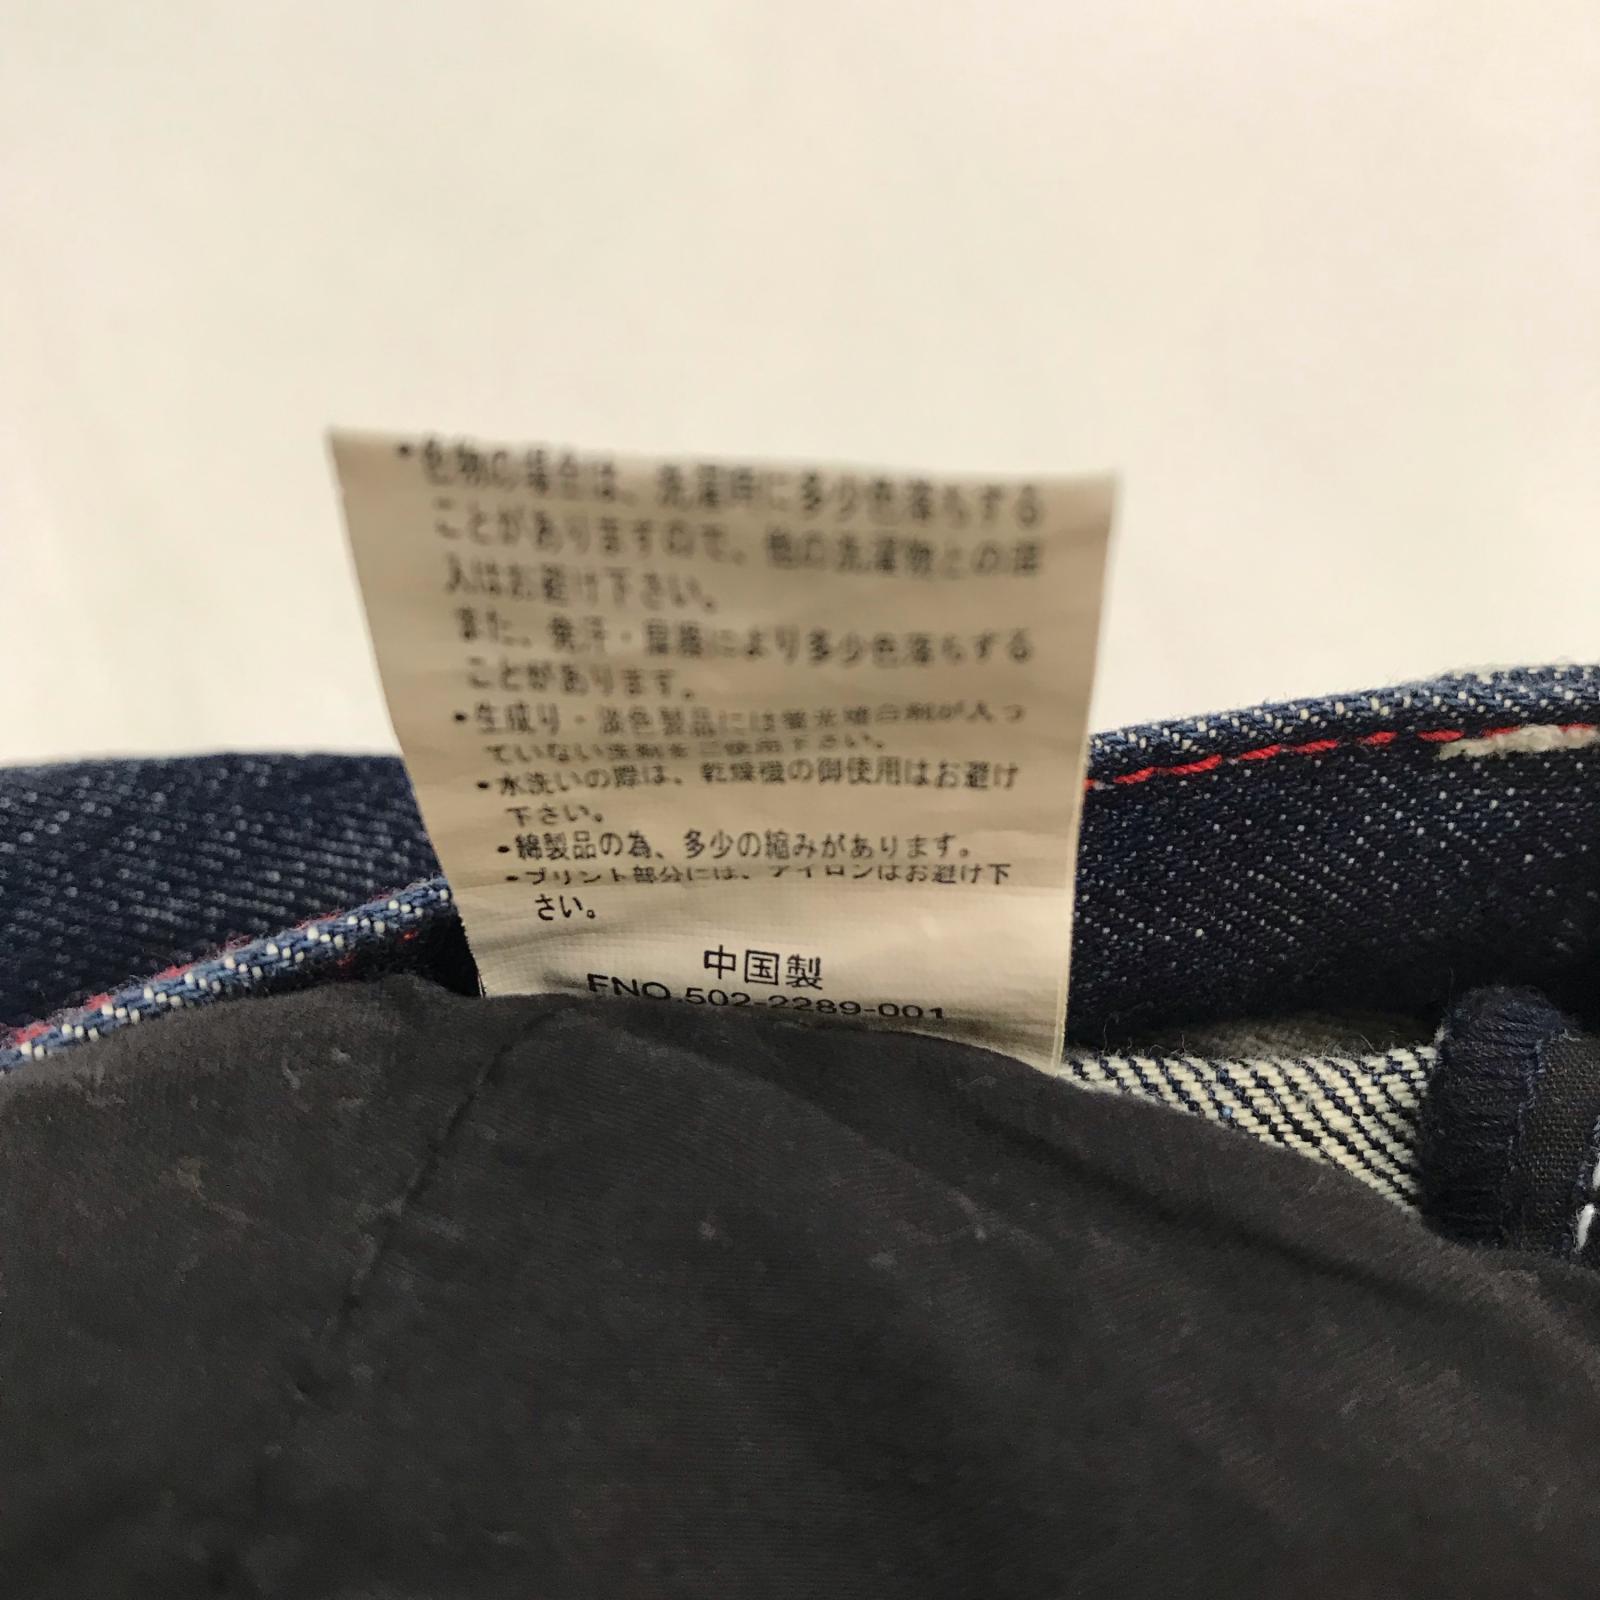 ・色物の場合は、洗濯時に多少色落ちする
ことがありますので、他の洗濯物との混
入はお避け下さい。
また、発汗・摩擦により多少色落ちする
ことがあります。
・生成り・淡色製品には蛍光増白剤が入っ
ていない洗剤をご使用下さい。
・水洗いの際は、乾燥機の御使用はお避け
下さい。
・綿製品の為、多少の縮みがあります。
・プリント部分には、アイロンはお避け下
さい。
中国製
FNO.502-2289-001